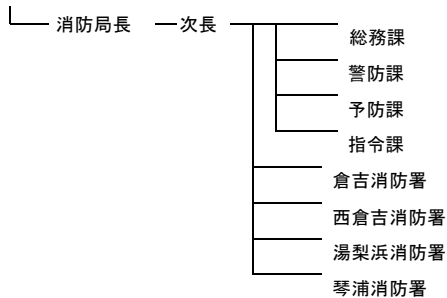 消防局長 次長 総務課
警防課
予防課
指令課
倉吉消防署
西倉吉消防署
湯梨浜消防署
琴浦消防署